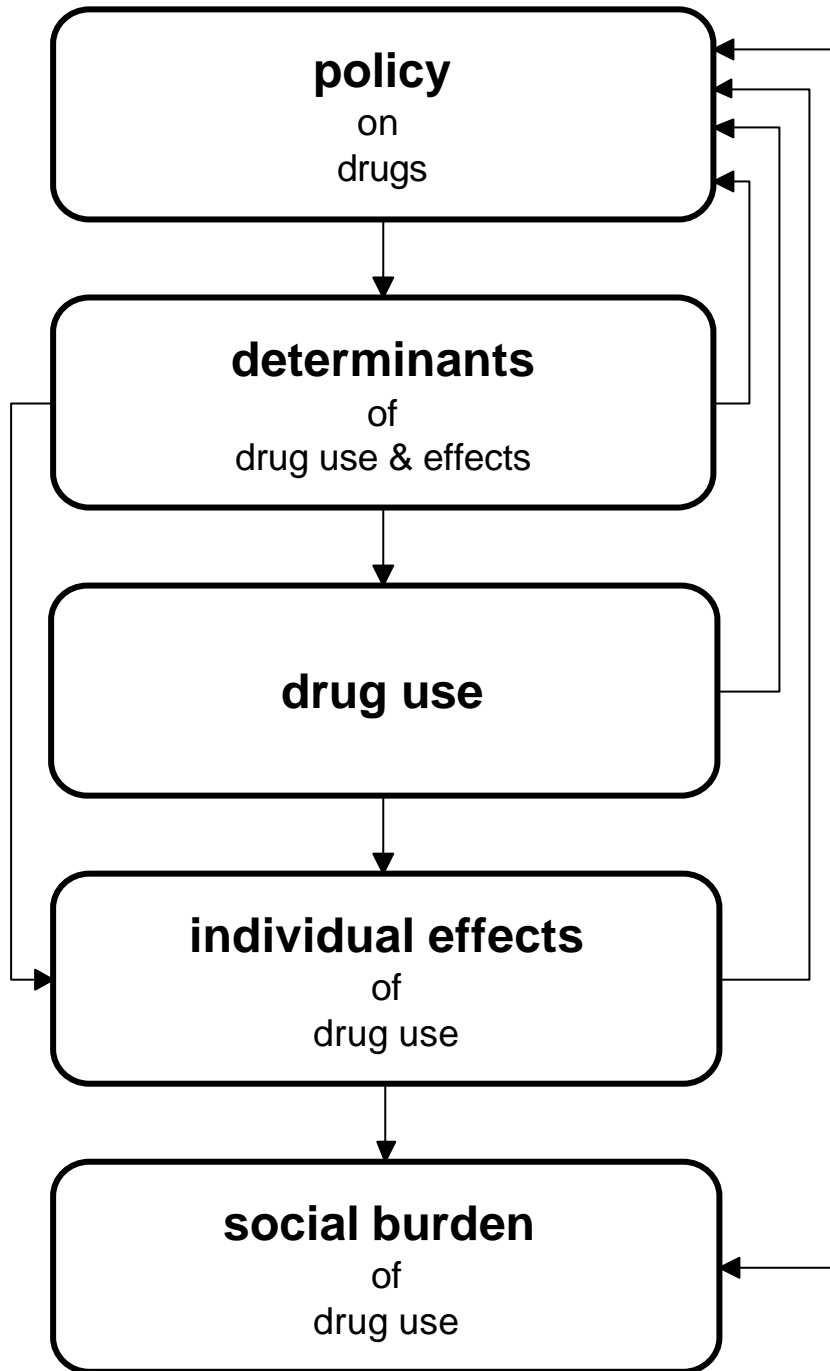 policy
on
drugs
determinants
of
drug use & effects
drug use
individual effects
of
drug use
social burden
of
drug use